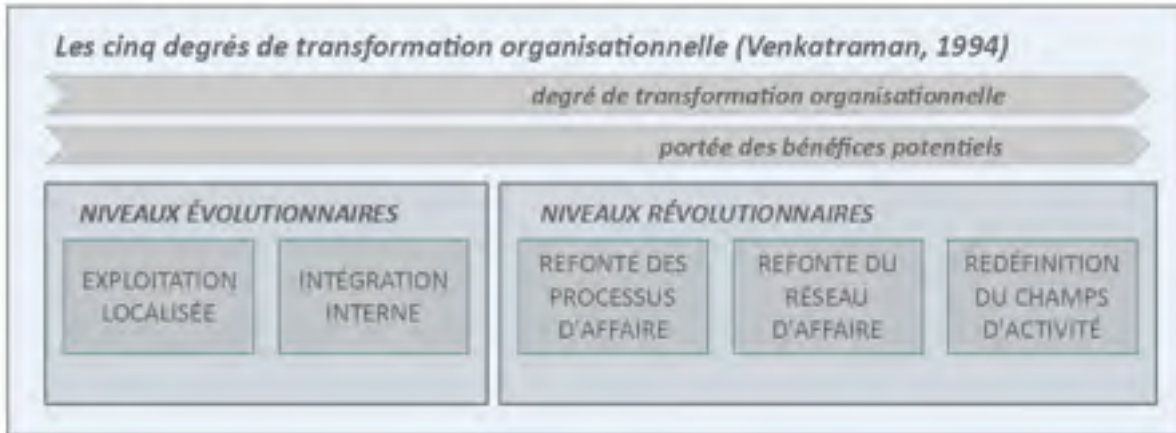 Les cinq degrés de transformation organisationnelle (Venkatraman, 1994)
degré de transformation organisationnelle
portée des bénéfices potentiels
NIVEAUX ÉVOLUTIONNAIRES
EXPLOITATION
LOCALISÉE
INTÉGRATION
INTERNE
NIVEAUX RÉVOLUTIONNAIRES
REFONTE DES
PROCESSUS
D'AFFAIRE
REFONTE DU
RÉSEAU
D'AFFAIRE
REDÉFINITION
DU CHAMPS
D'ACTIVITÉ